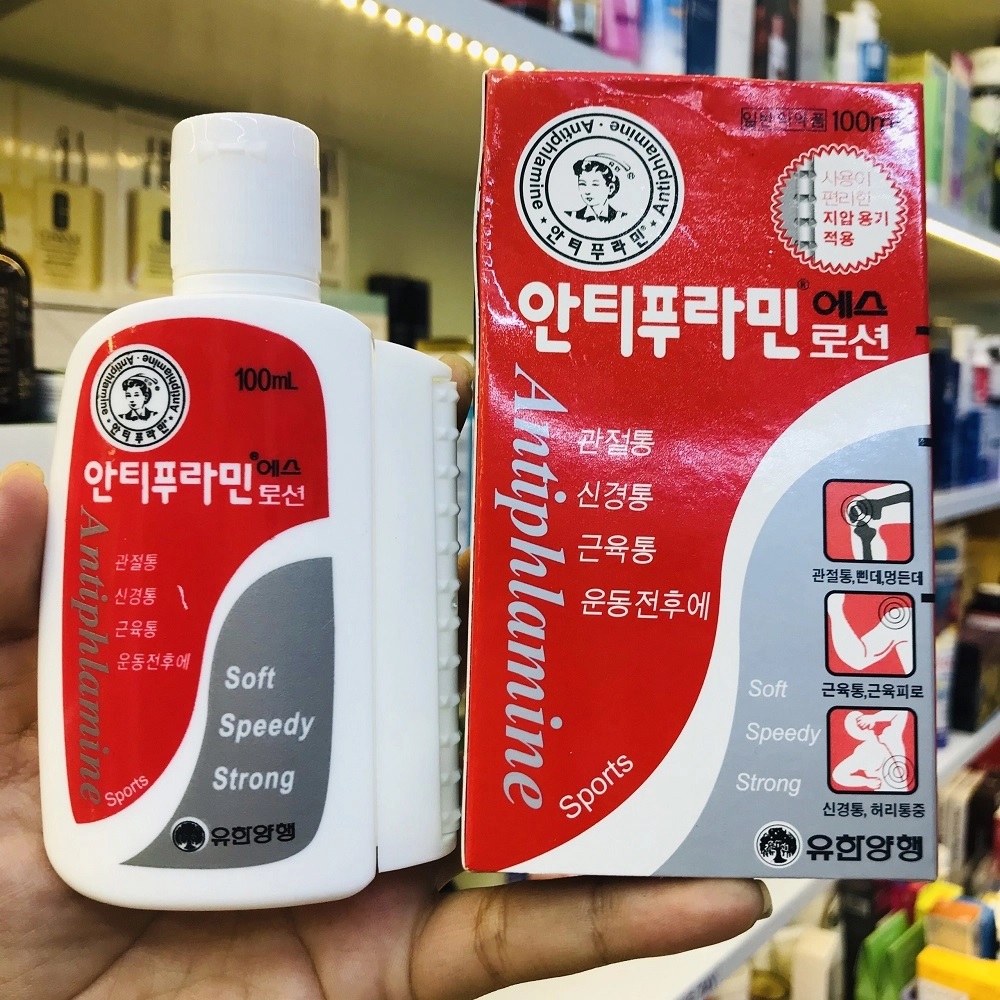 Antiphlamine · Antiphlamine
안티푸라민®
100mL
안티푸라민® 에스
로션
Antiphlamine
관절통
신경통
근육통
운동전후에
Sports
Soft
Speedy
Strong
유한양행
일반의약품 100m
Antiphlamine · Antiphlamine
안티푸라민®
사용이
편리한
지압 용기
적용
안티푸라민® 에스
로션
Antiphlamine
관절통
신경통
근육통
운동전후에
Sports
관절통,삔데,멍든데
근육통,근육피로
신경통, 허리통증
Soft
Speedy
Strong
유한양행